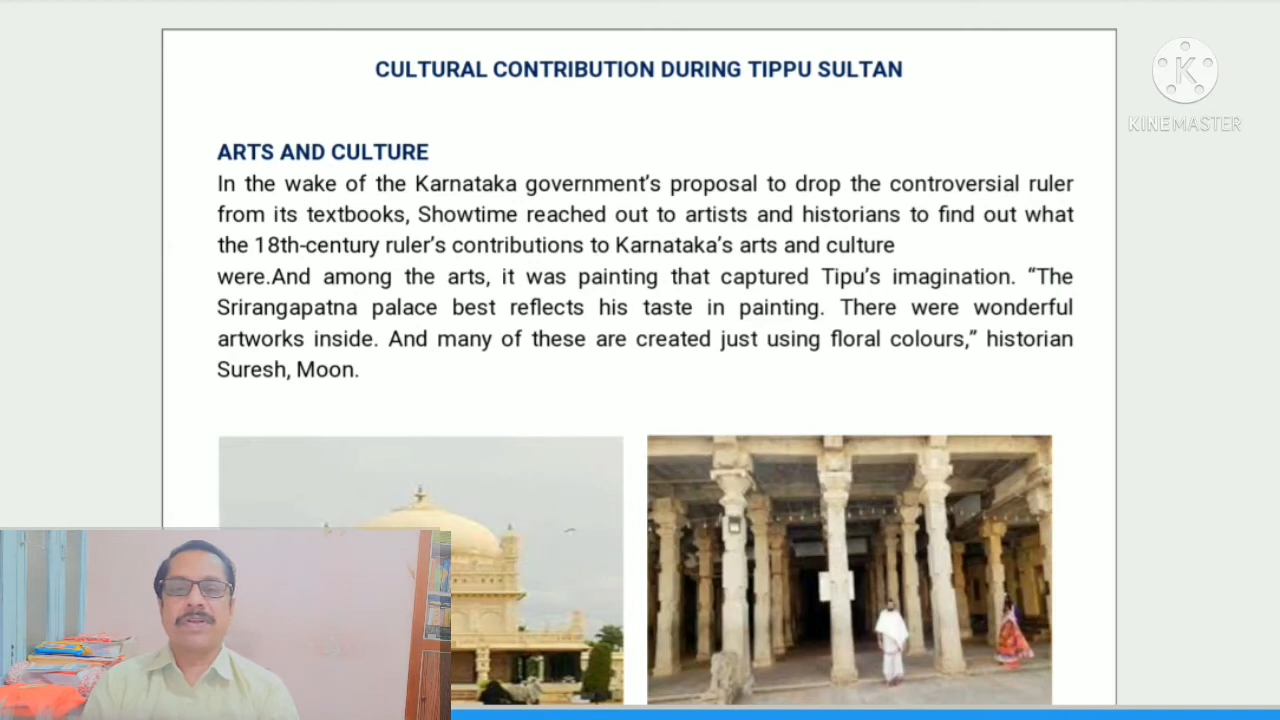 CULTURAL CONTRIBUTION DURING TIPPU SULTAN
K
KINEMASTER
ARTS AND CULTURE
In the wake of the Karnataka government's proposal to drop the controversial ruler
from its textbooks, Showtime reached out to artists and historians to find out what
the 18th-century ruler's contributions to Karnataka's arts and culture
were.And among the arts, it was painting that captured Tipu's imagination. “The
Srirangapatna palace best reflects his taste in painting. There were wonderful
artworks inside. And many of these are created just using floral colours,” historian
Suresh, Moon.